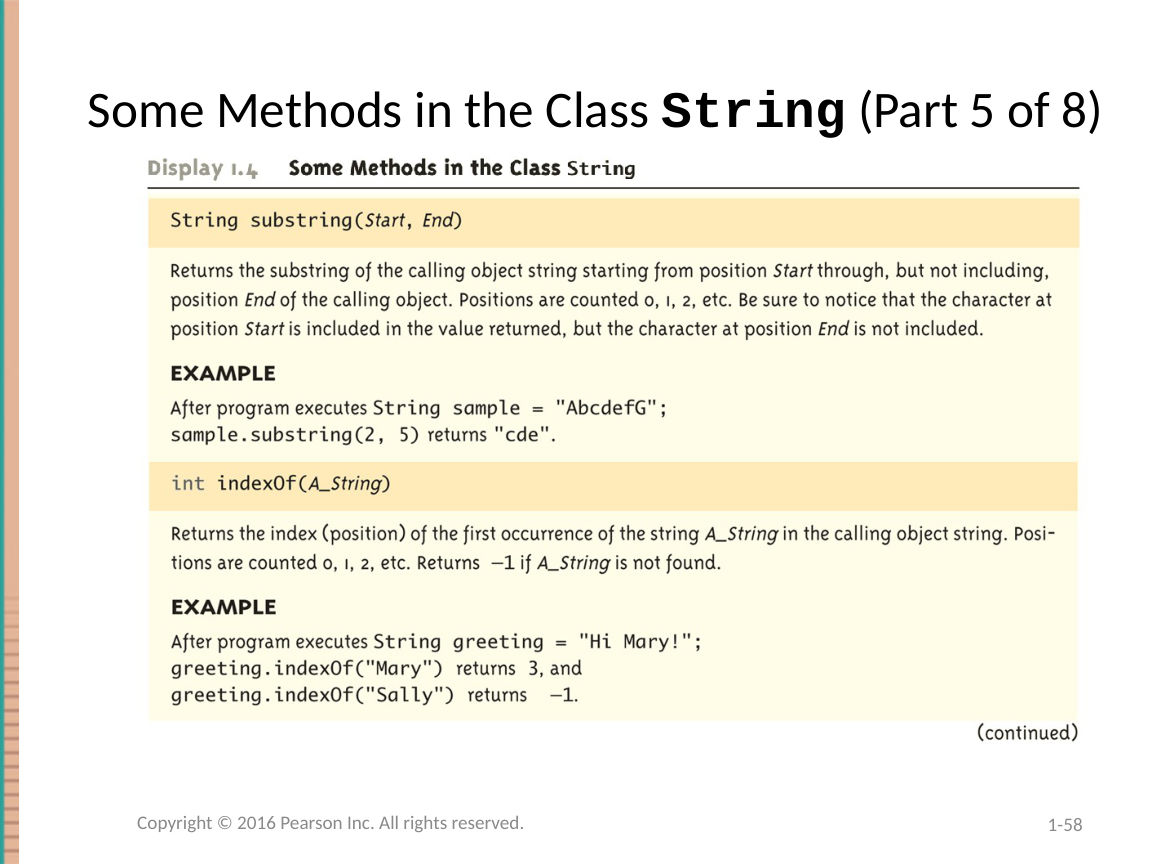 Some Methods in the Class String (Part 5 of 8)
Display 1.4 Some Methods in the Class String
String substring(Start, End)
Returns the substring of the calling object string starting from position Start through, but not including,
position End of the calling object. Positions are counted 0, 1, 2, etc. Be sure to notice that the character at
position Start is included in the value returned, but the character at position End is not included.
EXAMPLE
After program executes String sample = "AbcdefG";
sample.substring(2, 5) returns "cde".
int indexOf(A_String)
Returns the index (position) of the first occurrence of the string A_String in the calling object string. Posi-
tions are counted 0, 1, 2, etc. Returns –1 if A_String is not found.
EXAMPLE
After program executes String greeting = "Hi Mary!";
greeting.indexOf("Mary") returns 3, and
greeting.indexOf("Sally") returns –1.
(continued)
Copyright © 2016 Pearson Inc. All rights reserved.
1-58